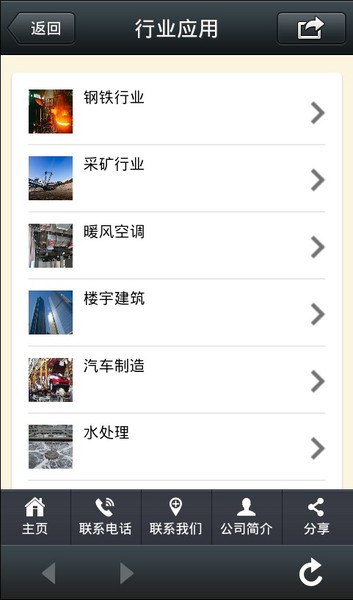 返回
行业应用
钢铁行业
采矿行业
暖风空调
楼宇建筑
汽车制造
水处理
主页
联系电话
联系我们
公司简介
分享